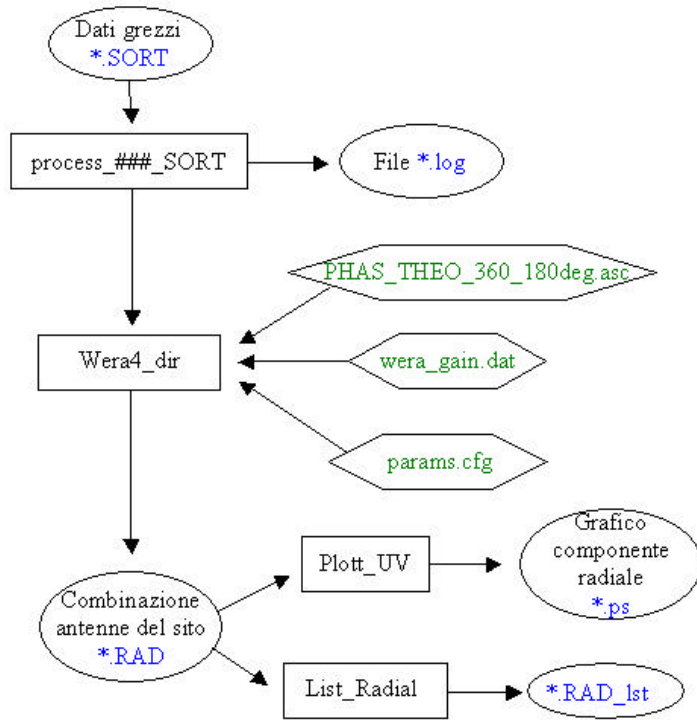 Dati grezzi
*.SORT
process_###_SORT
File *.log
PHAS_THEO_360_180deg.asc
Wera4_dir
wera_gain.dat
params.cfg
Grafico
componente
radiale
*.ps
Plott_UV
Combinazione
antenne del sito
*.RAD
List_Radial
*.RAD_lst